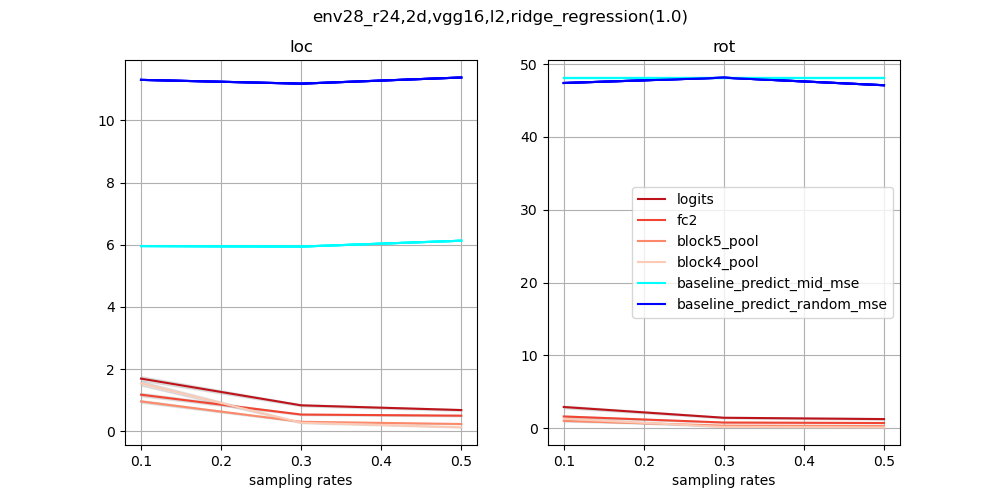 env28_r24,2d,vgg16,l2,ridge_regression(1.0)
loc
rot
10
8
6
4
2
0
0.1 0.2 0.3 0.4 0.5
sampling rates
50
40
30
20
10
0
0.1 0.2 0.3 0.4 0.5
sampling rates
logits
fc2
block5_pool
block4_pool
baseline_predict_mid_mse
baseline_predict_random_mse